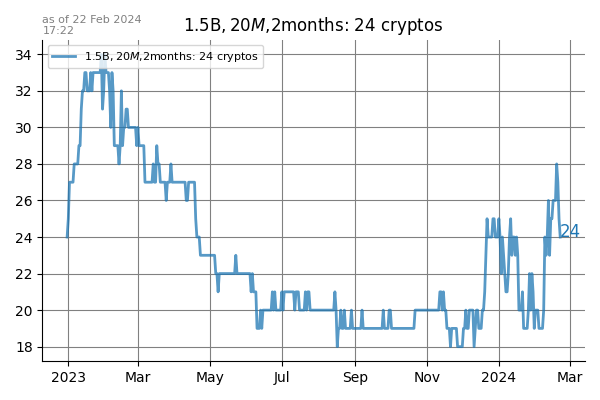 as of 22 Feb 2024
17:22
1.5B, 20M,2months: 24 cryptos
1.5B, 20M,2months: 24 cryptos
34
32
30
28
26
24
22
20
18
24
2023
Mar
May
Jul
Sep
Nov
2024
Mar